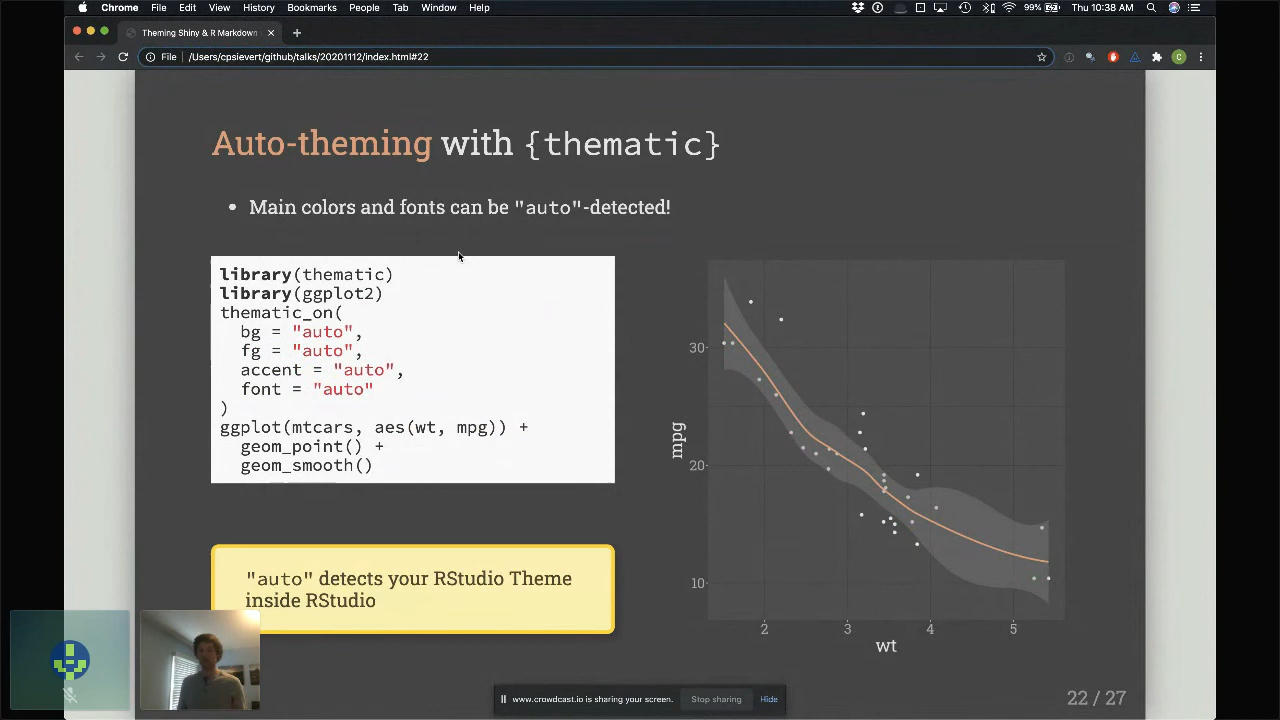 Chrome File Edit View History Bookmarks People Tab Window Help 99% Thu 10:38 AM
Theming Shiny & R Markdown
File /Users/cpsievert/github/talks/20201112/index.html#22 C
Auto-theming with {thematic}
• Main colors and fonts can be "auto"-detected!
library(thematic)
library(ggplot2)
thematic_on(
bg = "auto",
fg = "auto",
accent = "auto",
font = "auto"
)
ggplot(mtcars, aes(wt, mpg)) +
geom_point() +
geom_smooth()
"auto" detects your RStudio Theme
inside RStudio
mpg
30
20
10
2 3 4 5
wt
www.crowdcast.io is sharing your screen. Stop sharing Hide
22 / 27